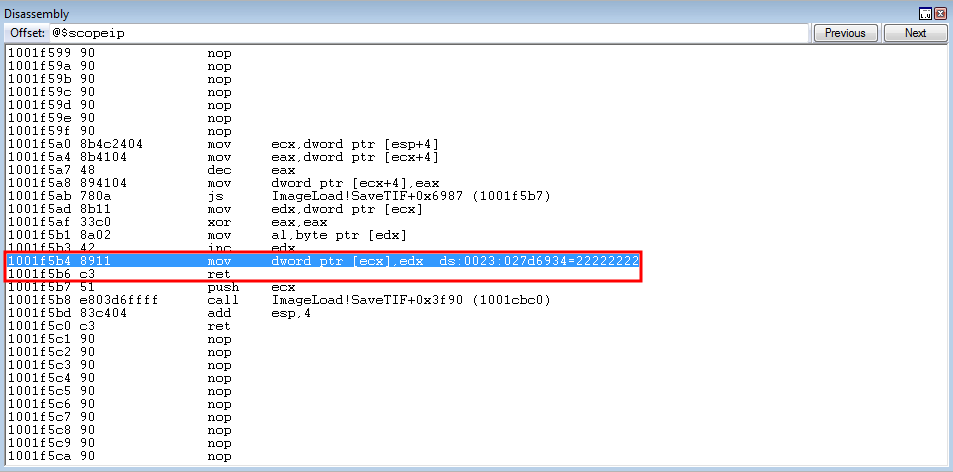 Disassembly
Offset: @$scopeip Previous Next
1001f599 90 nop
1001f59a 90 nop
1001f59b 90 nop
1001f59c 90 nop
1001f59d 90 nop
1001f59e 90 nop
1001f59f 90 nop
1001f5a0 8b4c2404 mov ecx,dword ptr [esp+4]
1001f5a4 8b4104 mov eax,dword ptr [ecx+4]
1001f5a7 48 dec eax
1001f5a8 894104 mov dword ptr [ecx+4],eax
1001f5ab 780a js ImageLoad!SaveTIF+0x6987 (1001f5b7)
1001f5ad 8b11 mov edx,dword ptr [ecx]
1001f5af 33c0 xor eax,eax
1001f5b1 8a02 mov al,byte ptr [edx]
1001f5b3 42 inc edx
1001f5b4 8911 mov dword ptr [ecx],edx ds:0023:027d6934=22222222
1001f5b6 c3 ret
1001f5b7 51 push ecx
1001f5b8 e803d6ffff call ImageLoad!SaveTIF+0x3f90 (1001cbc0)
1001f5bd 83c404 add esp,4
1001f5c0 c3 ret
1001f5c1 90 nop
1001f5c2 90 nop
1001f5c3 90 nop
1001f5c4 90 nop
1001f5c5 90 nop
1001f5c6 90 nop
1001f5c7 90 nop
1001f5c8 90 nop
1001f5c9 90 nop
1001f5ca 90 nop